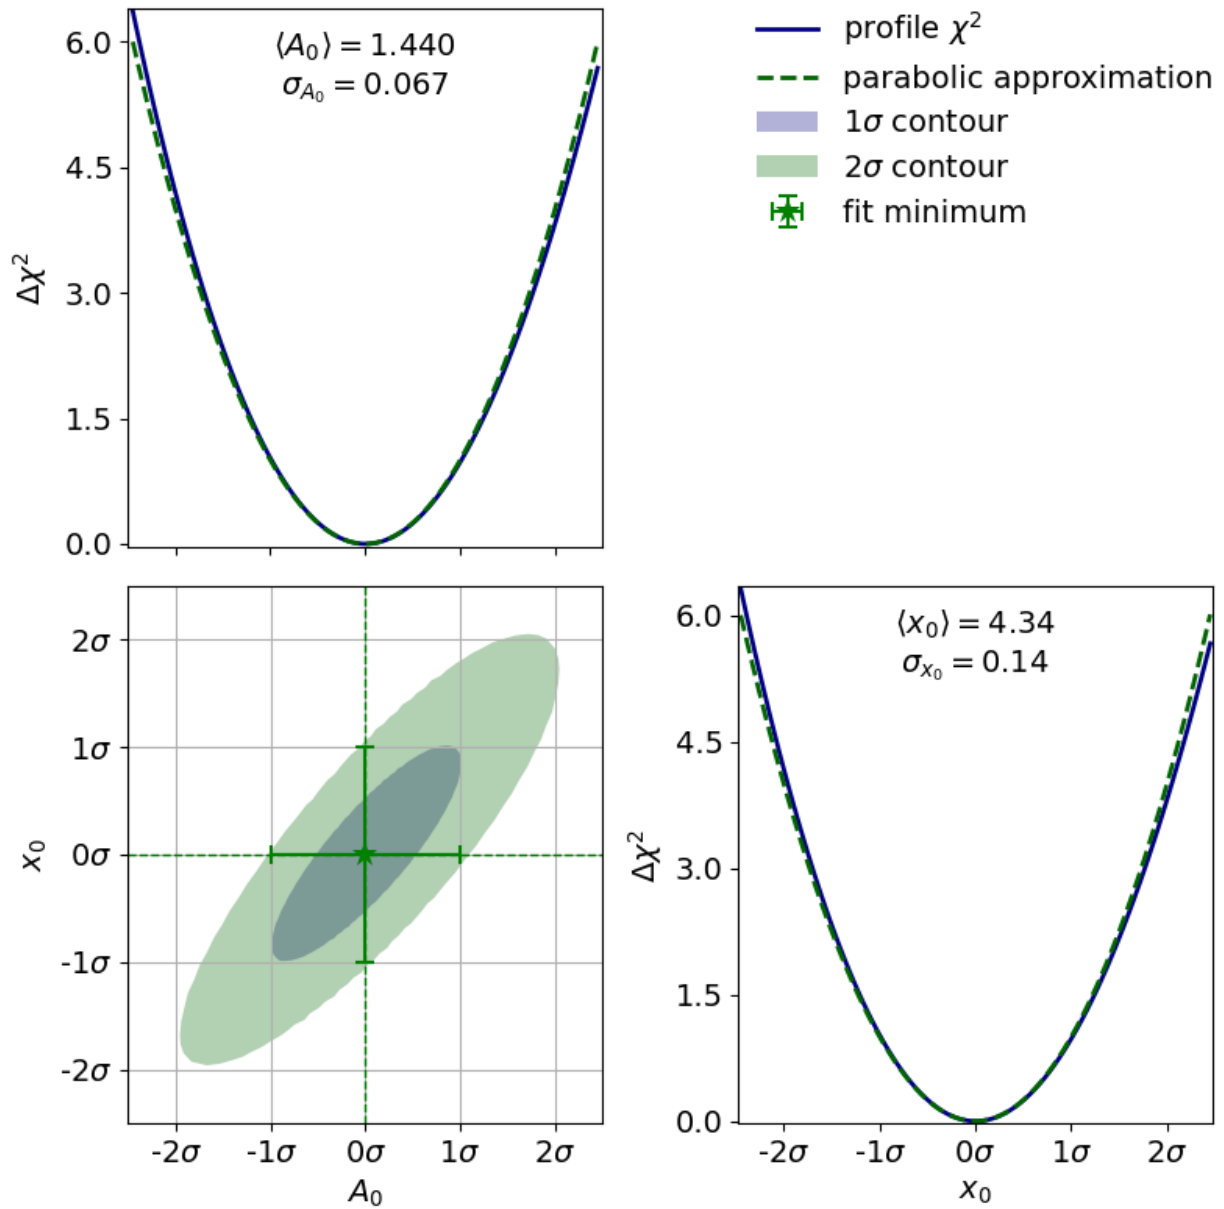 ⟨A₀⟩ = 1.440
σ_A₀ = 0.067
6.0
4.5
3.0
1.5
0.0
Δχ²
profile χ²
parabolic approximation
1σ contour
2σ contour
fit minimum
2σ
1σ
0σ
-1σ
-2σ
x₀
-2σ -1σ 0σ 1σ 2σ
A₀
⟨x₀⟩ = 4.34
σ_x₀ = 0.14
6.0
4.5
3.0
1.5
0.0
Δχ²
-2σ -1σ 0σ 1σ 2σ
x₀